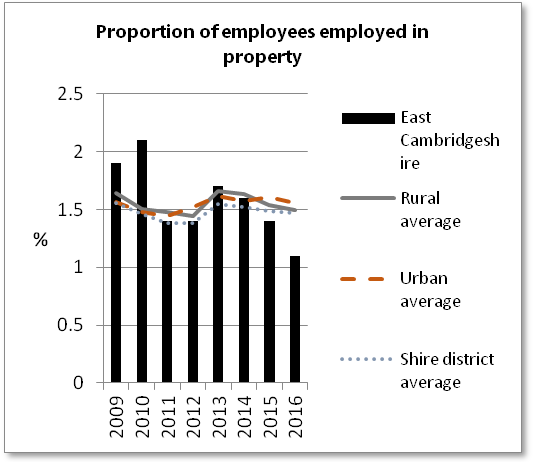 Proportion of employees employed in
property
2.5
2
1.5
1
0.5
0
%
2009
2010
2011
2012
2013
2014
2015
2016
East
Cambridgesh
ire
Rural
average
Urban
average
Shire district
average